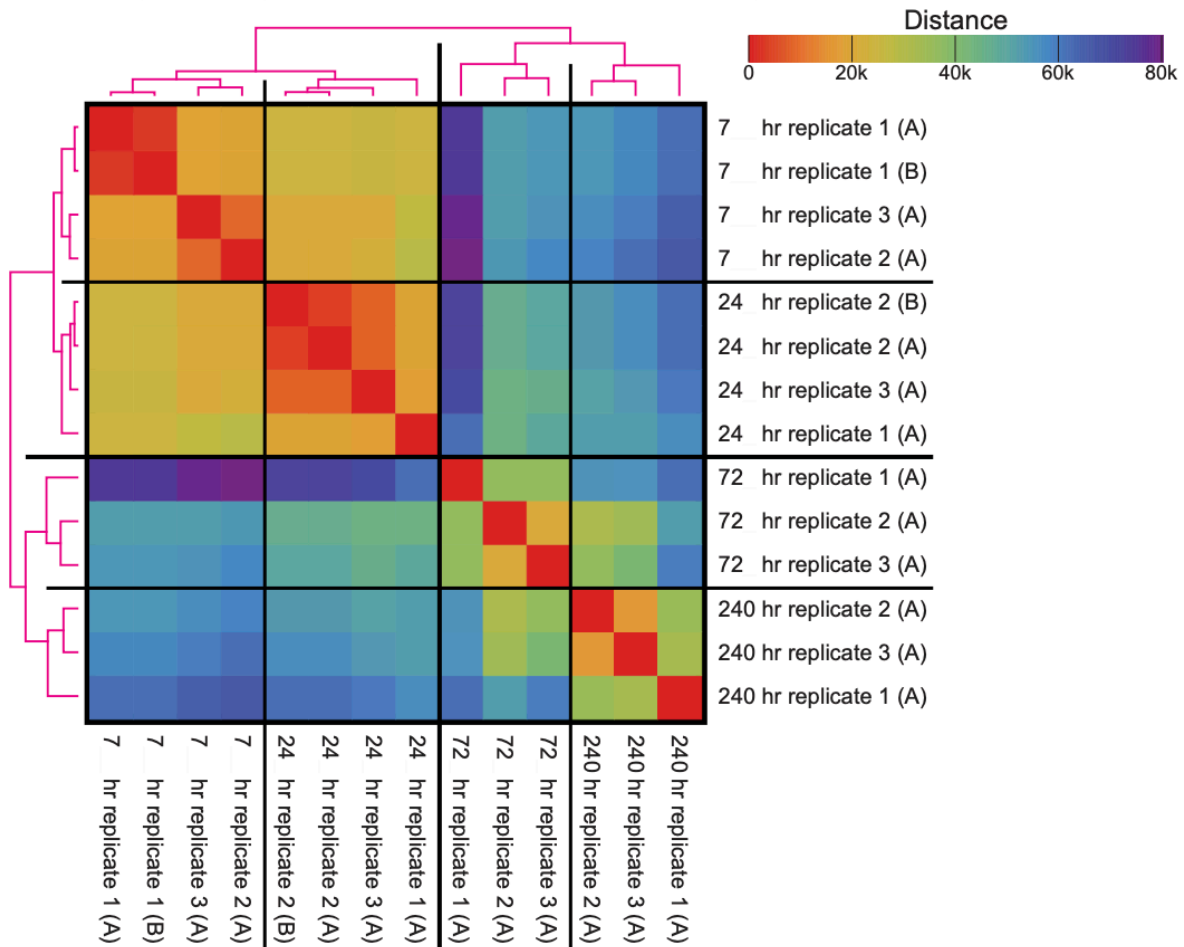 Distance
0 20k 40k 60k 80k
7 hr replicate 1 (A)
7 hr replicate 1 (B)
7 hr replicate 3 (A)
7 hr replicate 2 (A)
24 hr replicate 2 (B)
24 hr replicate 2 (A)
24 hr replicate 3 (A)
24 hr replicate 1 (A)
72 hr replicate 1 (A)
72 hr replicate 2 (A)
72 hr replicate 3 (A)
240 hr replicate 2 (A)
240 hr replicate 3 (A)
240 hr replicate 1 (A)
7 hr replicate 1 (A)
7 hr replicate 1 (B)
7 hr replicate 3 (A)
7 hr replicate 2 (A)
24 hr replicate 2 (B)
24 hr replicate 2 (A)
24 hr replicate 3 (A)
24 hr replicate 1 (A)
72 hr replicate 1 (A)
72 hr replicate 2 (A)
72 hr replicate 3 (A)
240 hr replicate 2 (A)
240 hr replicate 3 (A)
240 hr replicate 1 (A)